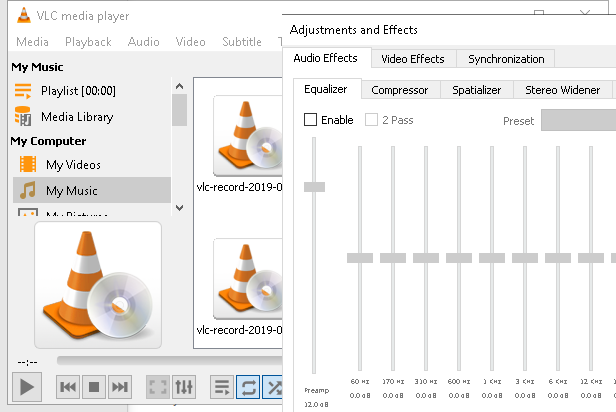 VLC media player
Media Playback Audio Video Subtitle
My Music
Playlist [00:00]
Media Library
My Computer
My Videos
My Music
My Pictures
vlc-record-2019-0
vlc-record-2019-0
--:--
Adjustments and Effects
Audio Effects Video Effects Synchronization
Equalizer Compressor Spatializer Stereo Widener
Enable 2 Pass Preset
60 Hz 170 Hz 310 Hz 600 Hz 1 KHz 3 KHz 6 KHz 12 KHz
Preamp 0.0 dB 0.0 dB 0.0 dB 0.0 dB 0.0 dB 0.0 dB 0.0 dB 0.0 dB
12.0 dB